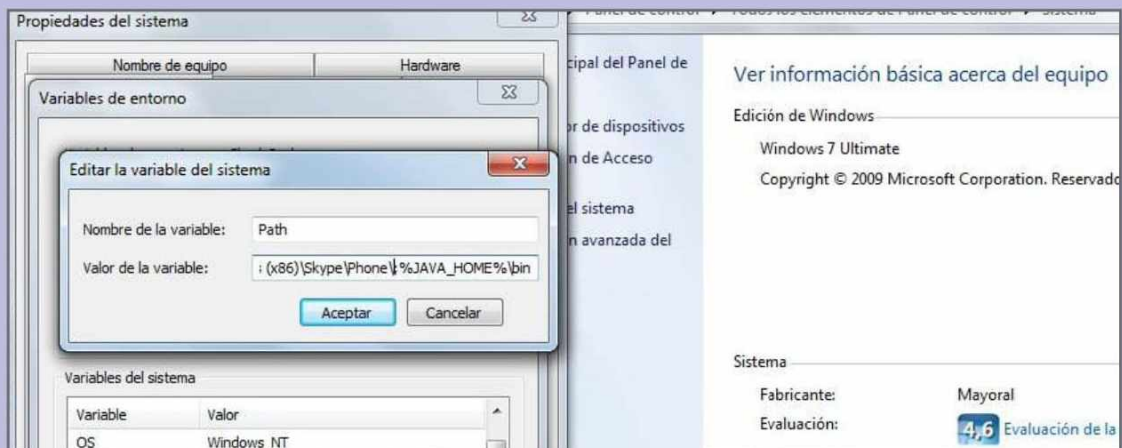 Propiedades del sistema
Nombre de equipo
Hardware
Variables de entorno
Editar la variable del sistema
Nombre de la variable:
Path
Valor de la variable:
; (x86)\Skype\Phone\;%JAVA_HOME%\bin
Aceptar
Cancelar
Variables del sistema
Variable Valor
OS Windows_NT
cipal del Panel de
or de dispositivos
n de Acceso
el sistema
n avanzada del
Panel de control Todos los elementos de Panel de control Sistema
Ver información básica acerca del equipo
Edición de Windows
Windows 7 Ultimate
Copyright © 2009 Microsoft Corporation. Reservado
Sistema
Fabricante: Mayoral
Evaluación: 4,6 Evaluación de la